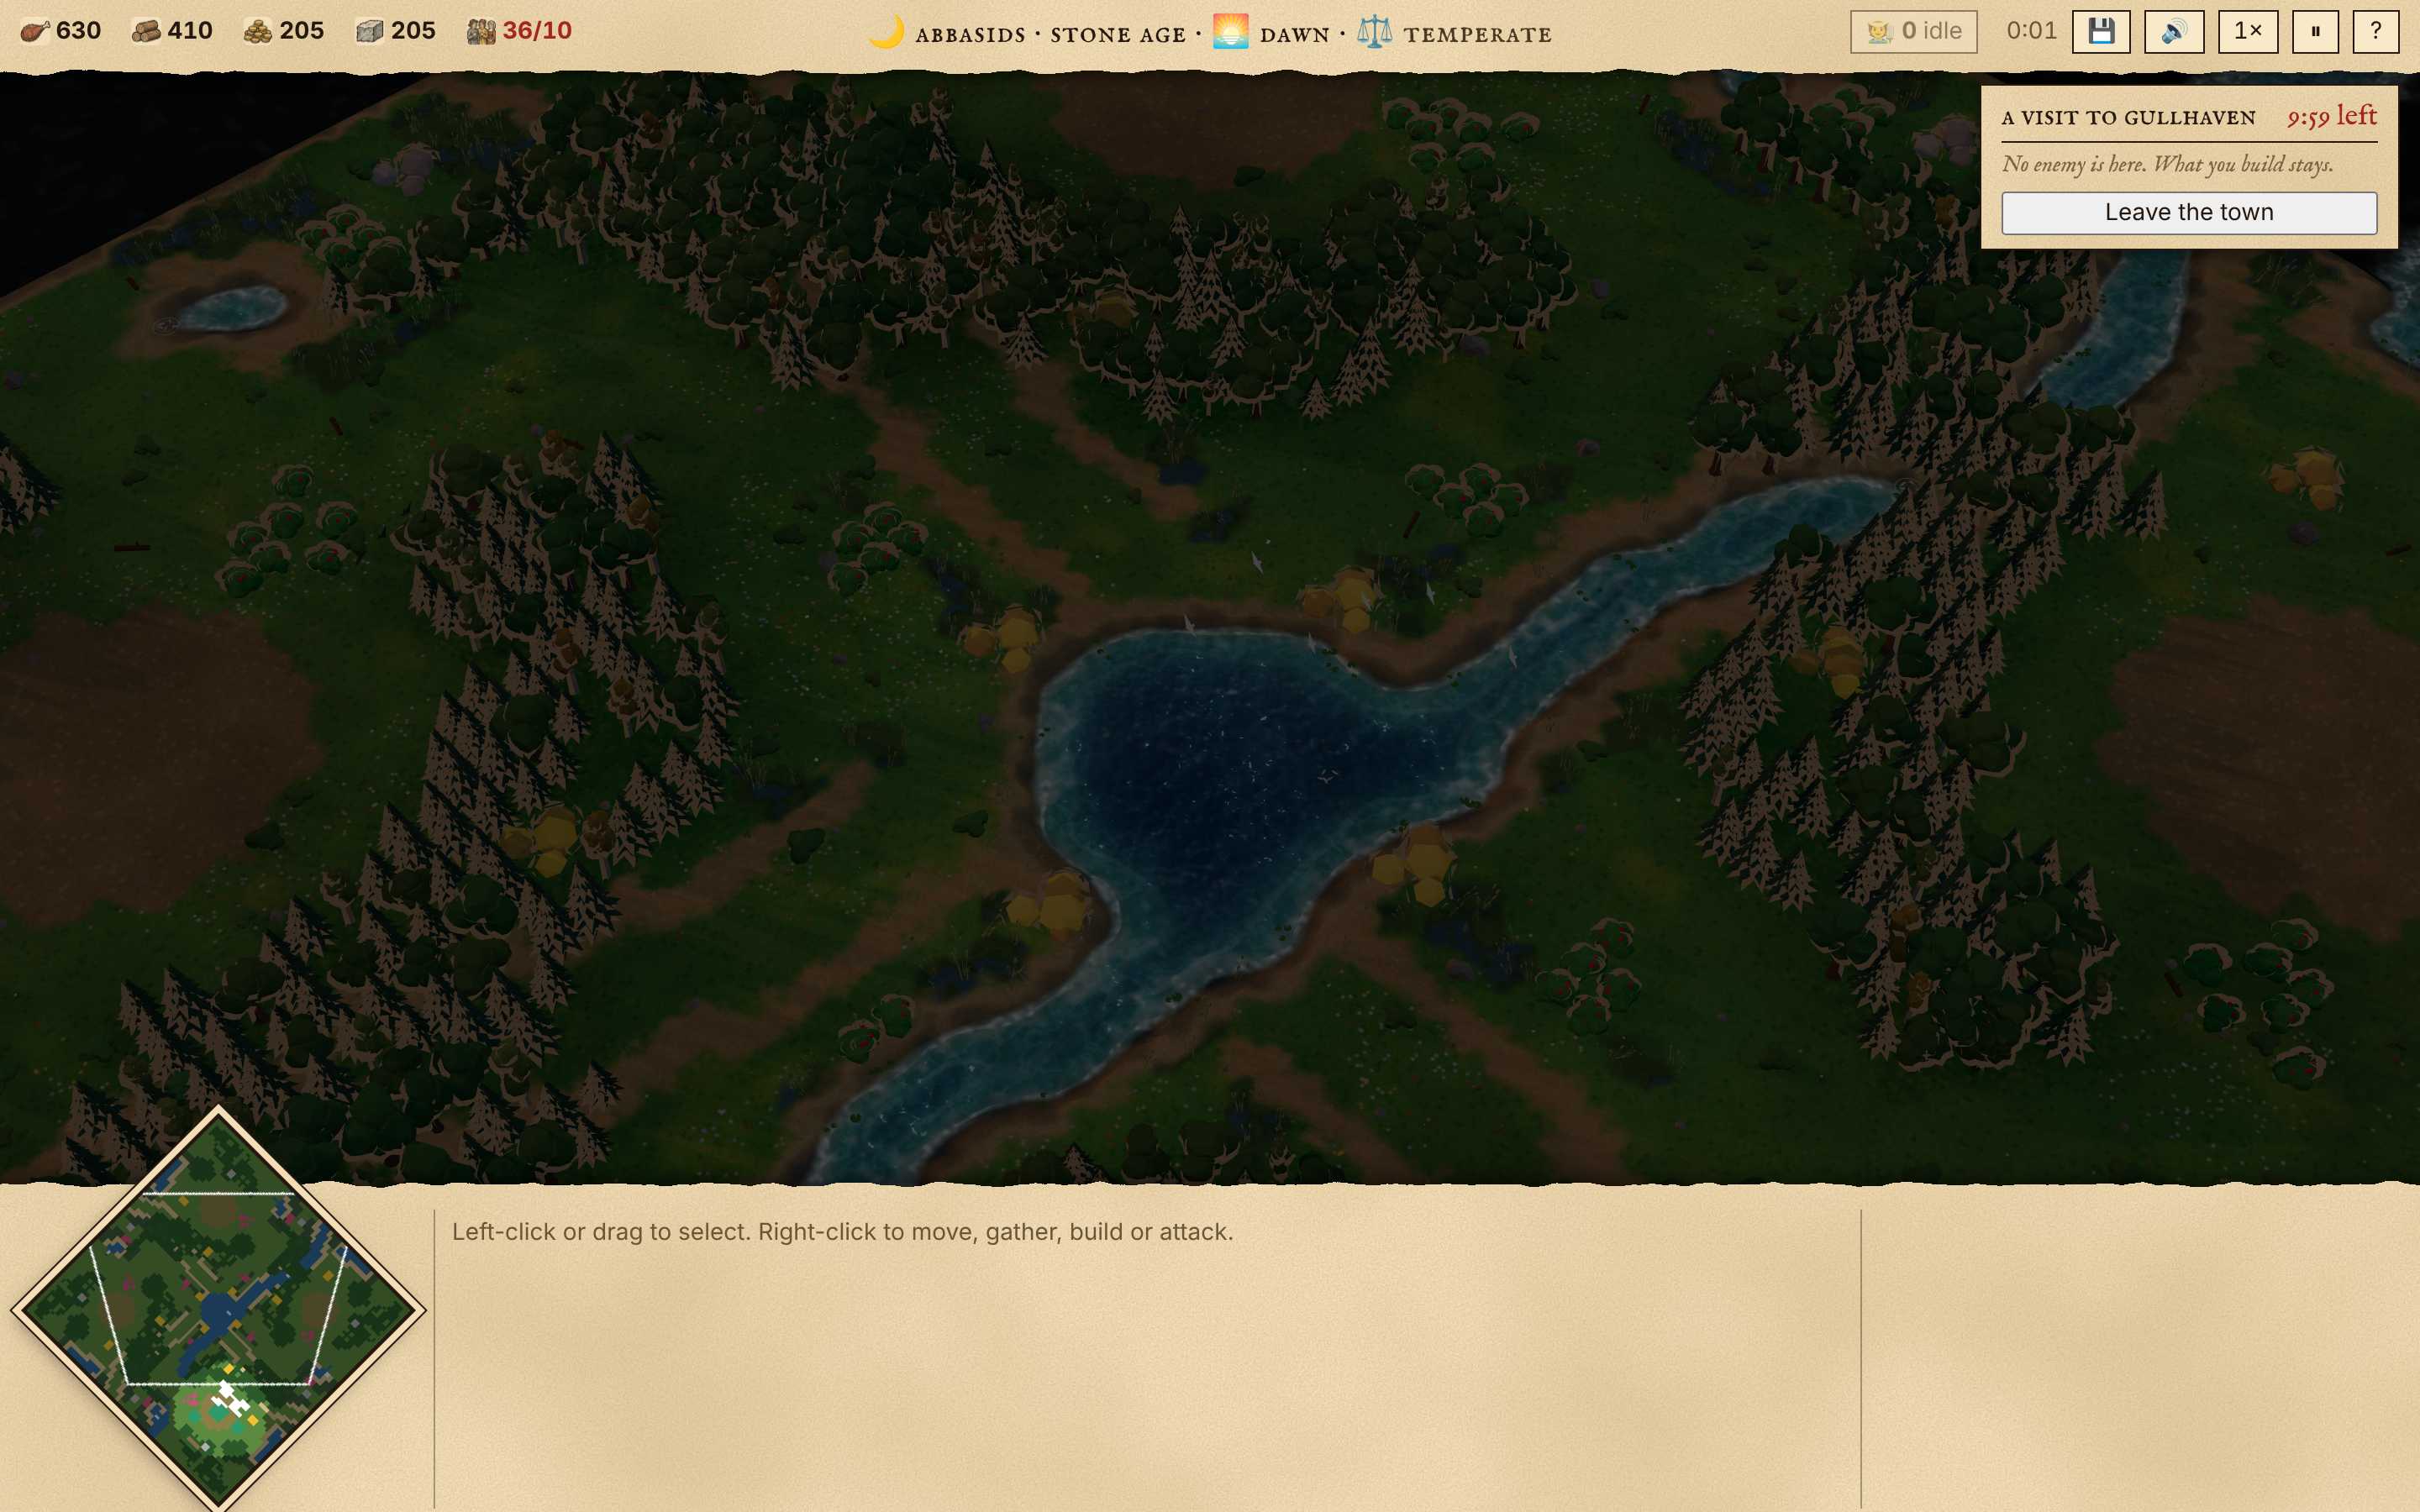 630 410 205 205 36/10
ABBASIDS · STONE AGE · DAWN · TEMPERATE
0 idle 0:01 1× ?
A VISIT TO GULLHAVEN 9:59 left
No enemy is here. What you build stays.
Leave the town
Left-click or drag to select. Right-click to move, gather, build or attack.